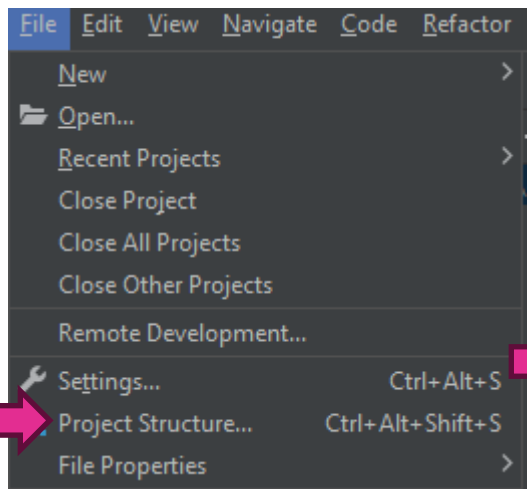 File Edit View Navigate Code Refactor
New
Open...
Recent Projects
Close Project
Close All Projects
Close Other Projects
Remote Development...
Settings... Ctrl+Alt+S
Project Structure... Ctrl+Alt+Shift+S
File Properties